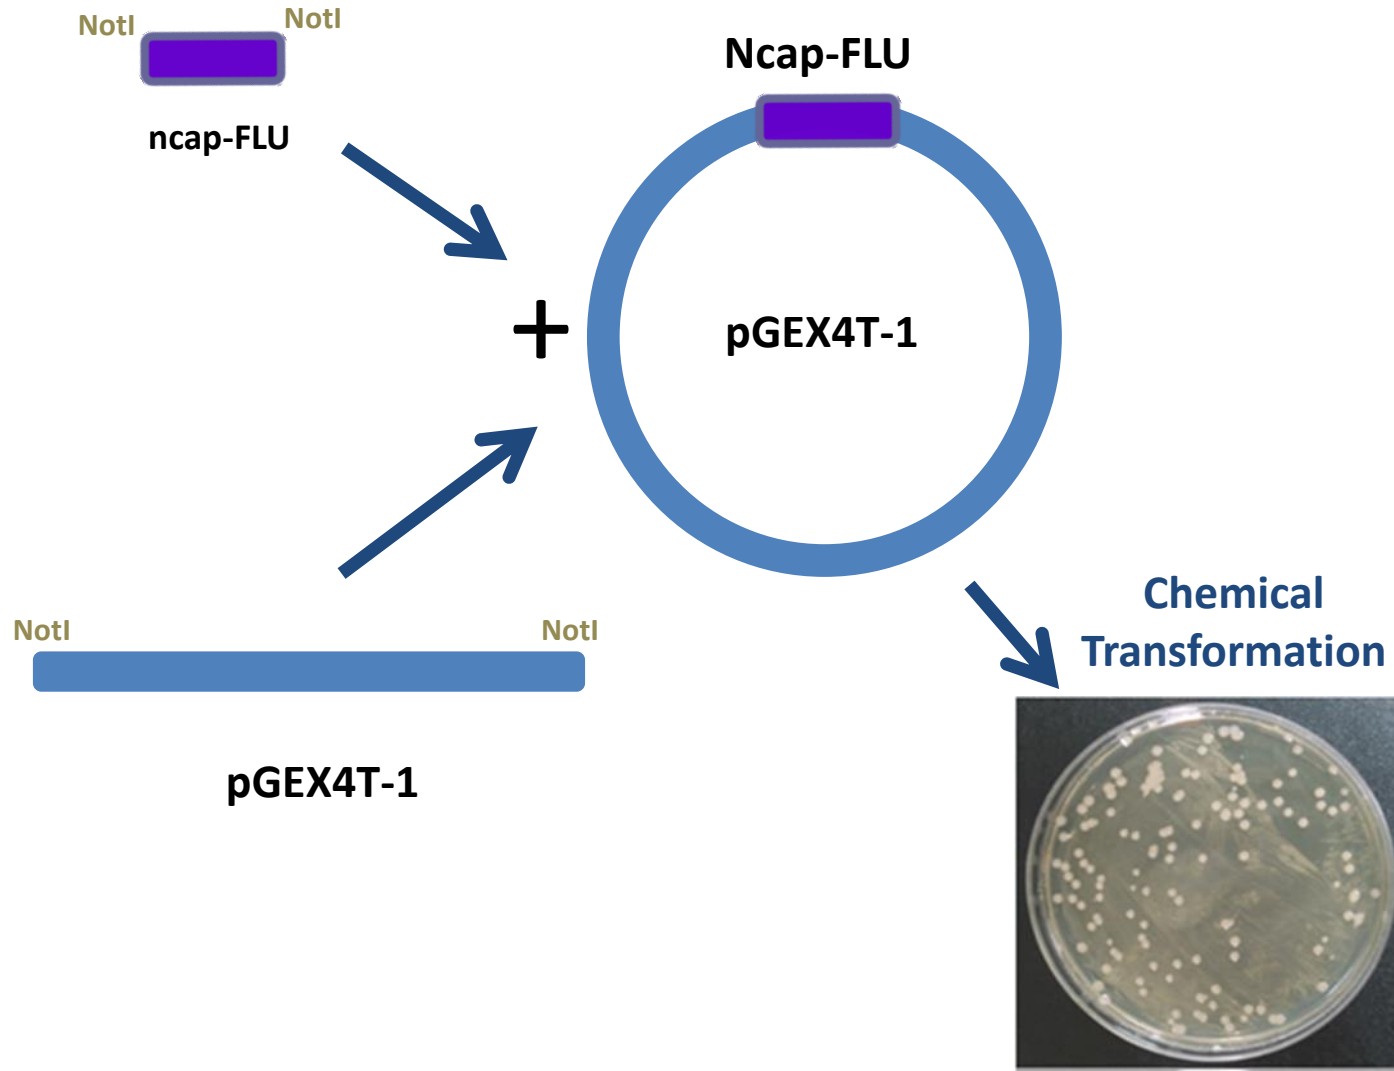 NotI
NotI
ncap-FLU
Ncap-FLU
+
pGEX4T-1
NotI
NotI
pGEX4T-1
Chemical
Transformation